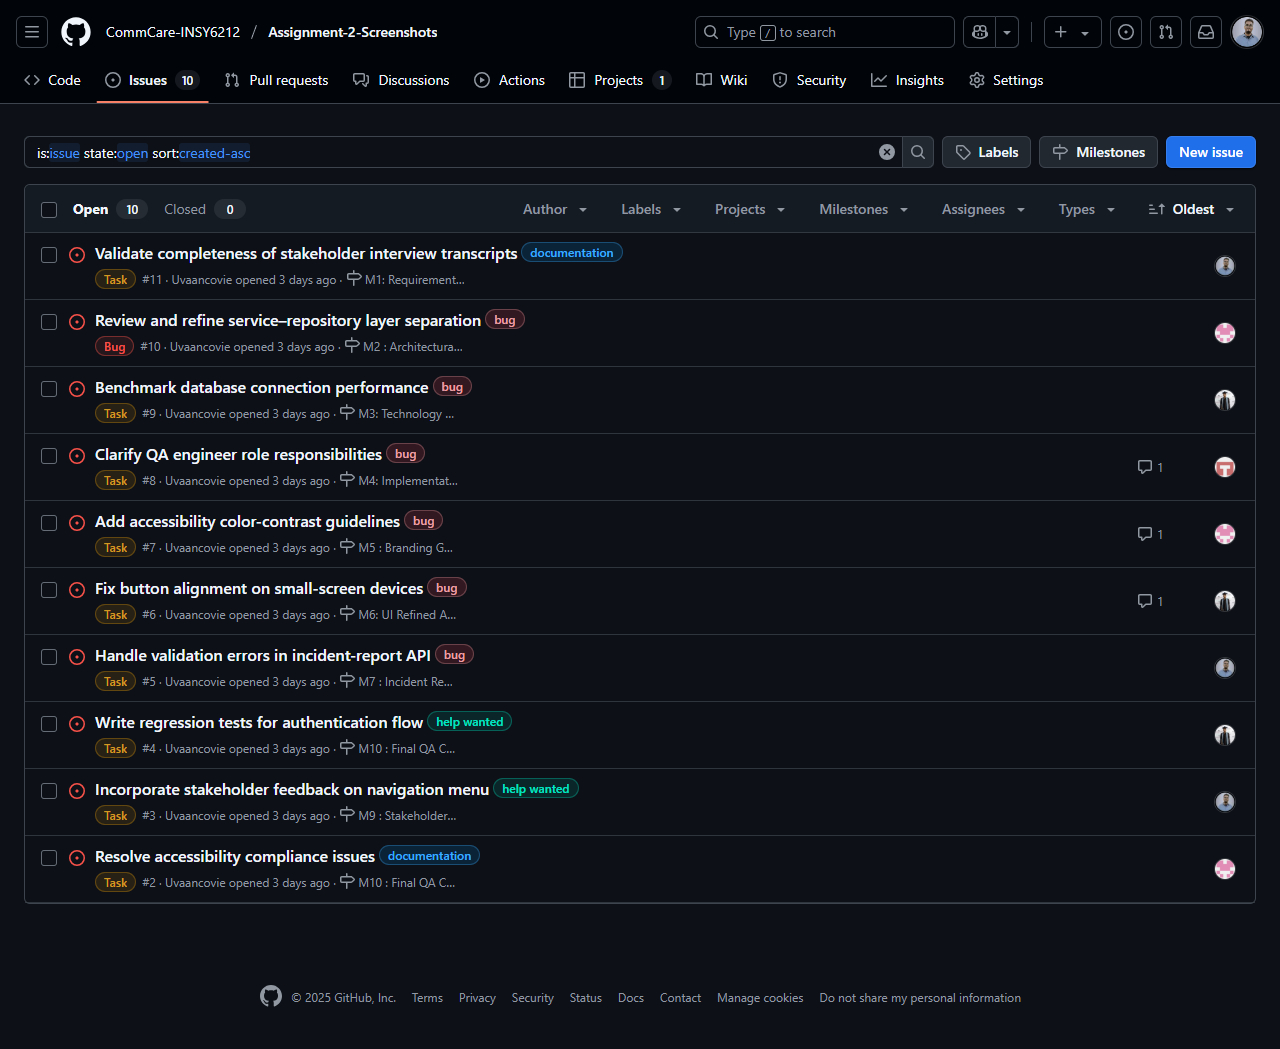 CommCare-INSY6212 / Assignment-2-Screenshots
Type / to search
Code
Issues 10
Pull requests
Discussions
Actions
Projects 1
Wiki
Security
Insights
Settings
is:issue state:open sort:created-asc
Labels
Milestones
New issue
Open 10 Closed 0 Author Labels Projects Milestones Assignees Types Oldest
Validate completeness of stakeholder interview transcripts documentation
Task #11 · Uvaancovie opened 3 days ago · M1: Requirement...
Review and refine service–repository layer separation bug
Bug #10 · Uvaancovie opened 3 days ago · M2 : Architectura...
Benchmark database connection performance bug
Task #9 · Uvaancovie opened 3 days ago · M3: Technology ...
Clarify QA engineer role responsibilities bug
1
Task #8 · Uvaancovie opened 3 days ago · M4: Implementat...
Add accessibility color-contrast guidelines bug
1
Task #7 · Uvaancovie opened 3 days ago · M5 : Branding G...
Fix button alignment on small-screen devices bug
1
Task #6 · Uvaancovie opened 3 days ago · M6: UI Refined A...
Handle validation errors in incident-report API bug
Task #5 · Uvaancovie opened 3 days ago · M7 : Incident Re...
Write regression tests for authentication flow help wanted
Task #4 · Uvaancovie opened 3 days ago · M10 : Final QA C...
Incorporate stakeholder feedback on navigation menu help wanted
Task #3 · Uvaancovie opened 3 days ago · M9 : Stakeholder...
Resolve accessibility compliance issues documentation
Task #2 · Uvaancovie opened 3 days ago · M10 : Final QA C...
© 2025 GitHub, Inc. Terms Privacy Security Status Docs Contact Manage cookies Do not share my personal information